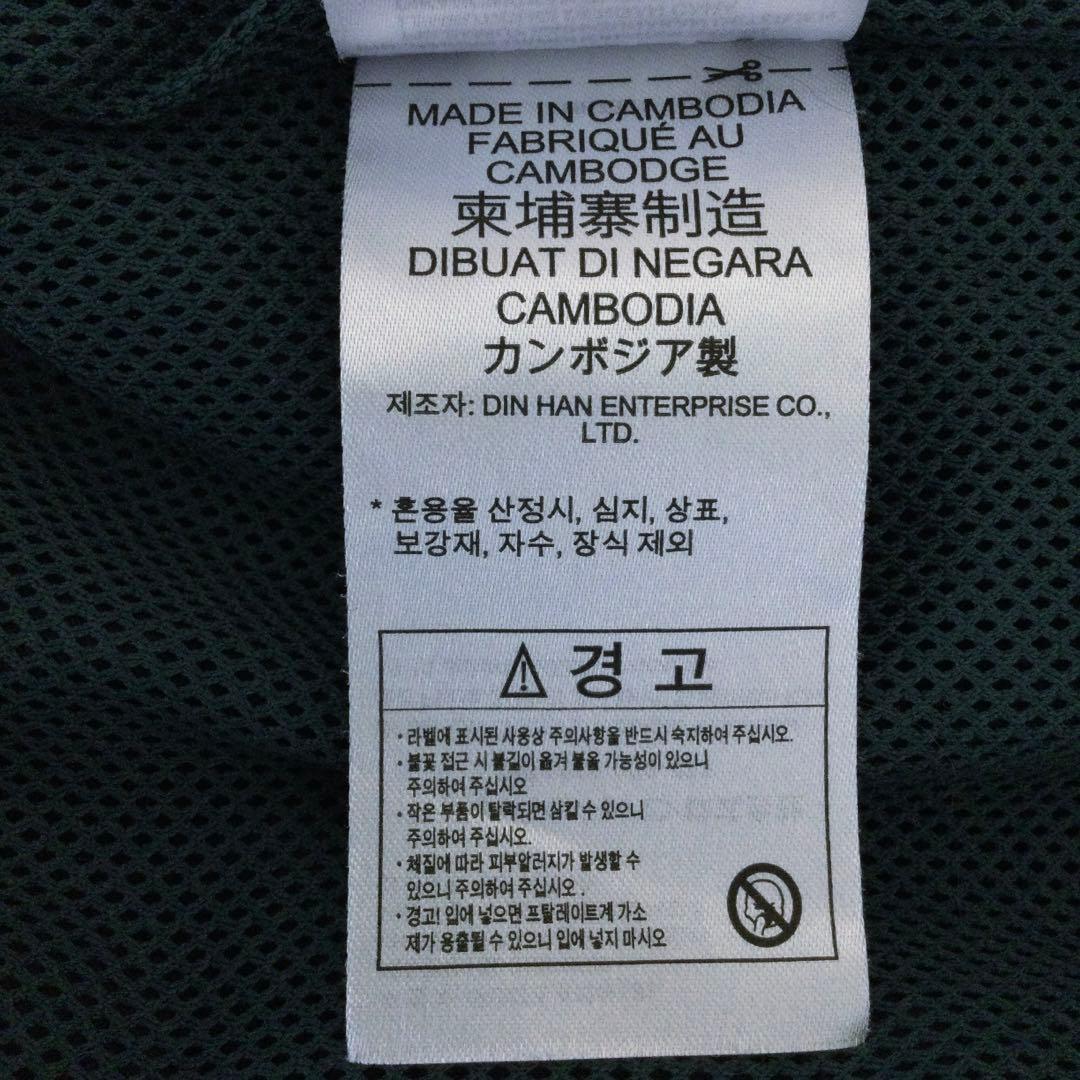 MADE IN CAMBODIA
FABRIQUÉ AU
CAMBODGE
柬埔寨制造
DIBUAT DI NEGARA
CAMBODIA
カンボジア製
제조자: DIN HAN ENTERPRISE CO.,
LTD.
* 혼용율 산정시, 심지, 상표,
보강재, 자수, 장식 제외
경 고
· 라벨에 표시된 사용상 주의사항을 반드시 숙지하여 주십시오.
· 불꽃 접근 시 불길이 옮겨 붙을 가능성이 있으니
주의하여 주십시오
· 작은 부품이 탈락되면 삼킬 수 있으니
주의하여 주십시오.
· 체질에 따라 피부알러지가 발생할 수
있으니 주의하여 주십시오 .
· 경고! 입에 넣으면 프탈레이트계 가소
제가 용출될 수 있으니 입에 넣지 마시오